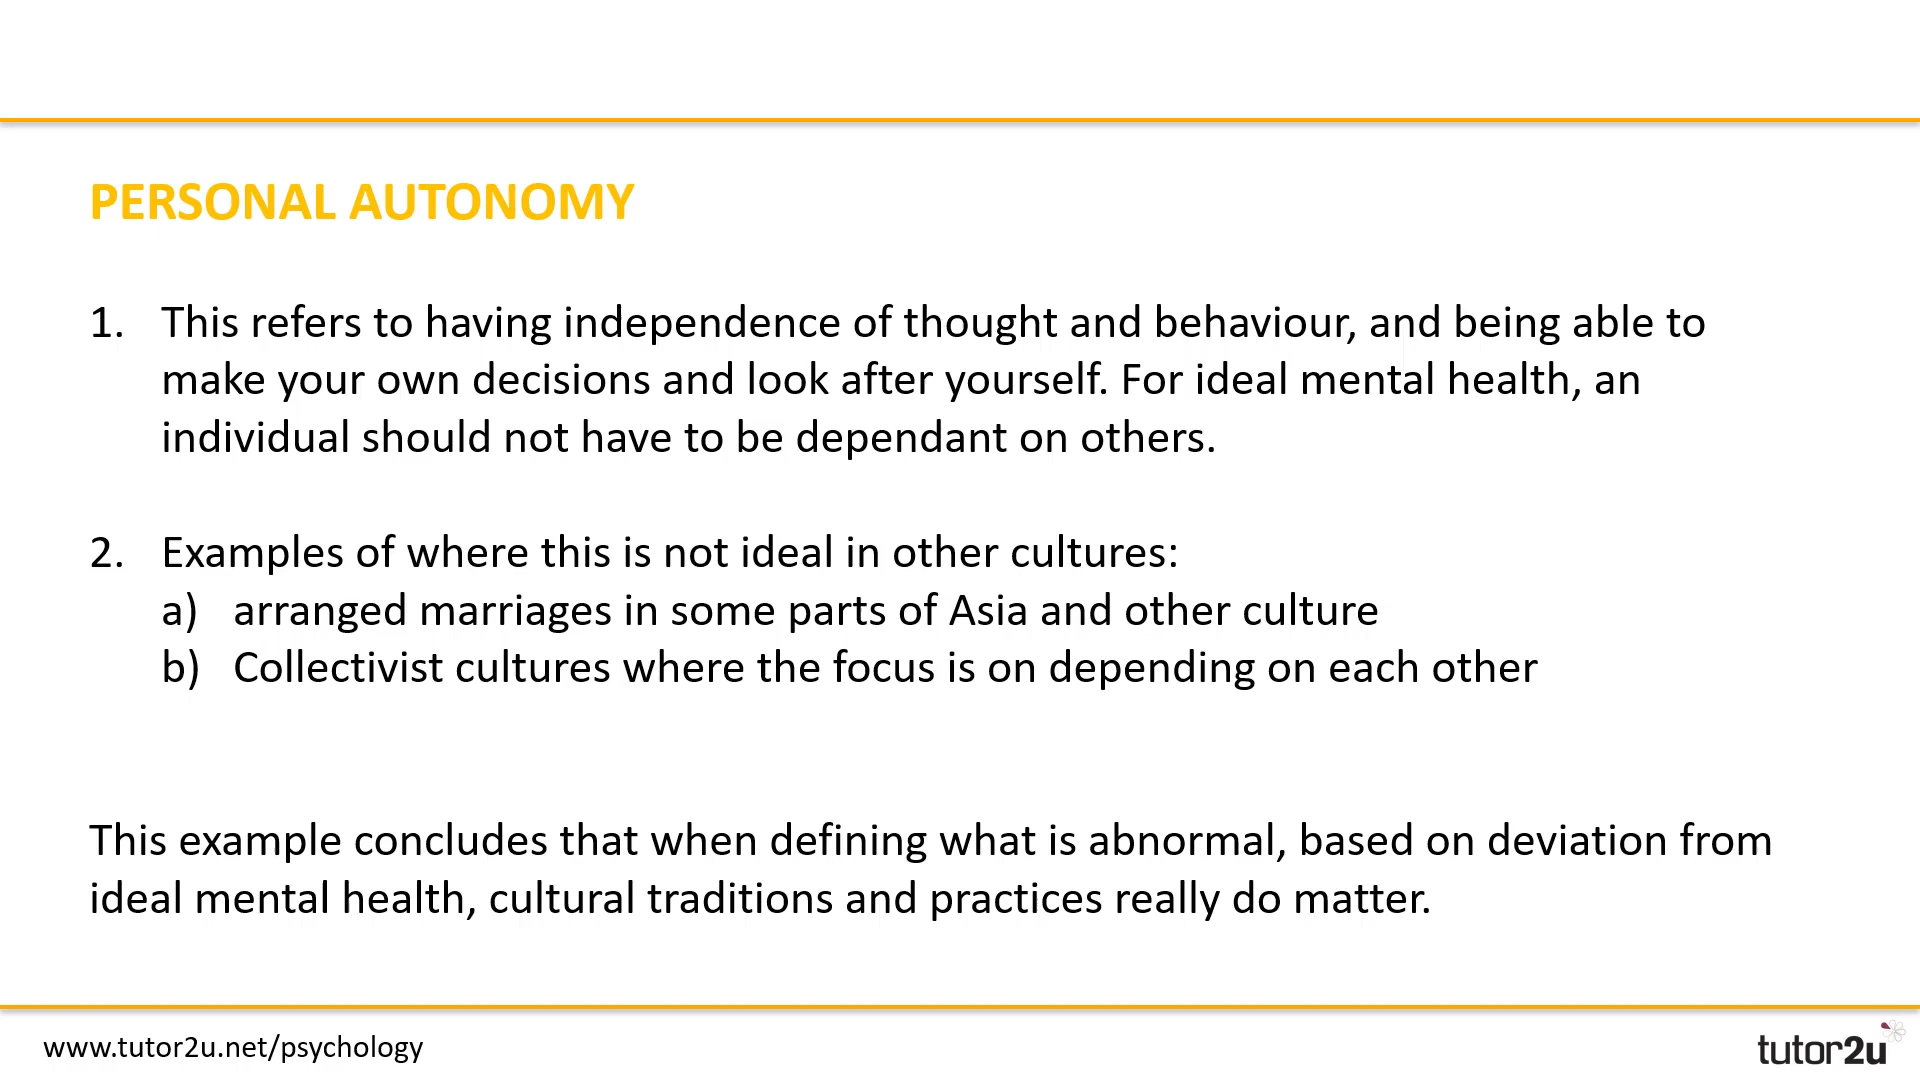 PERSONAL AUTONOMY
1. This refers to having independence of thought and behaviour, and being able to
make your own decisions and look after yourself. For ideal mental health, an
individual should not have to be dependant on others.
2. Examples of where this is not ideal in other cultures:
a) arranged marriages in some parts of Asia and other culture
b) Collectivist cultures where the focus is on depending on each other
This example concludes that when defining what is abnormal, based on deviation from
ideal mental health, cultural traditions and practices really do matter.
www.tutor2u.net/psychology
tutor2u